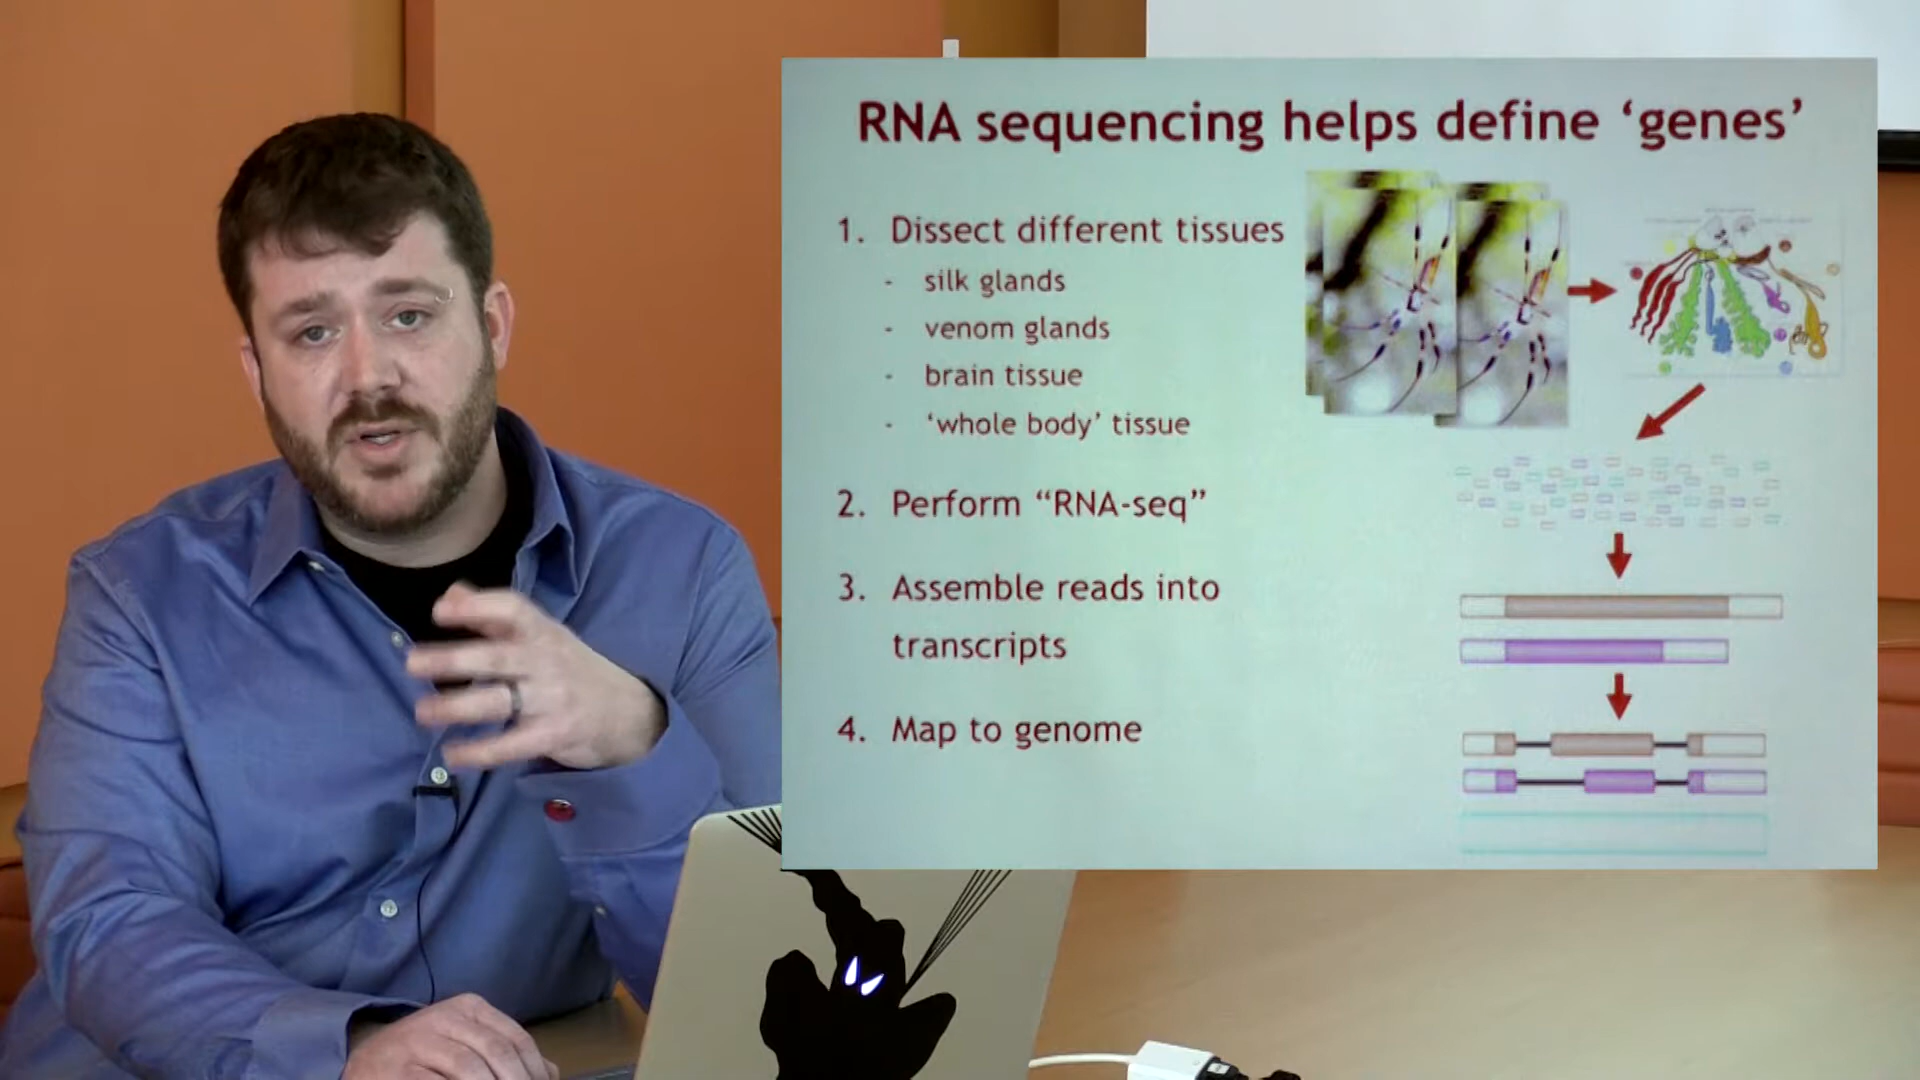 RNA sequencing helps define ‘genes’
1. Dissect different tissues
- silk glands
- venom glands
- brain tissue
- ‘whole body’ tissue
2. Perform “RNA-seq”
3. Assemble reads into
transcripts
4. Map to genome